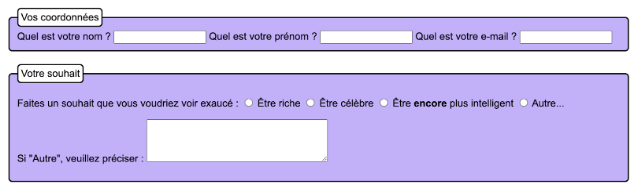 Vos coordonnées
Quel est votre nom ? Quel est votre prénom ? Quel est votre e-mail ?
Votre souhait
Faites un souhait que vous voudriez voir exaucé : Être riche Être célèbre Être encore plus intelligent Autre...
Si "Autre", veuillez préciser :